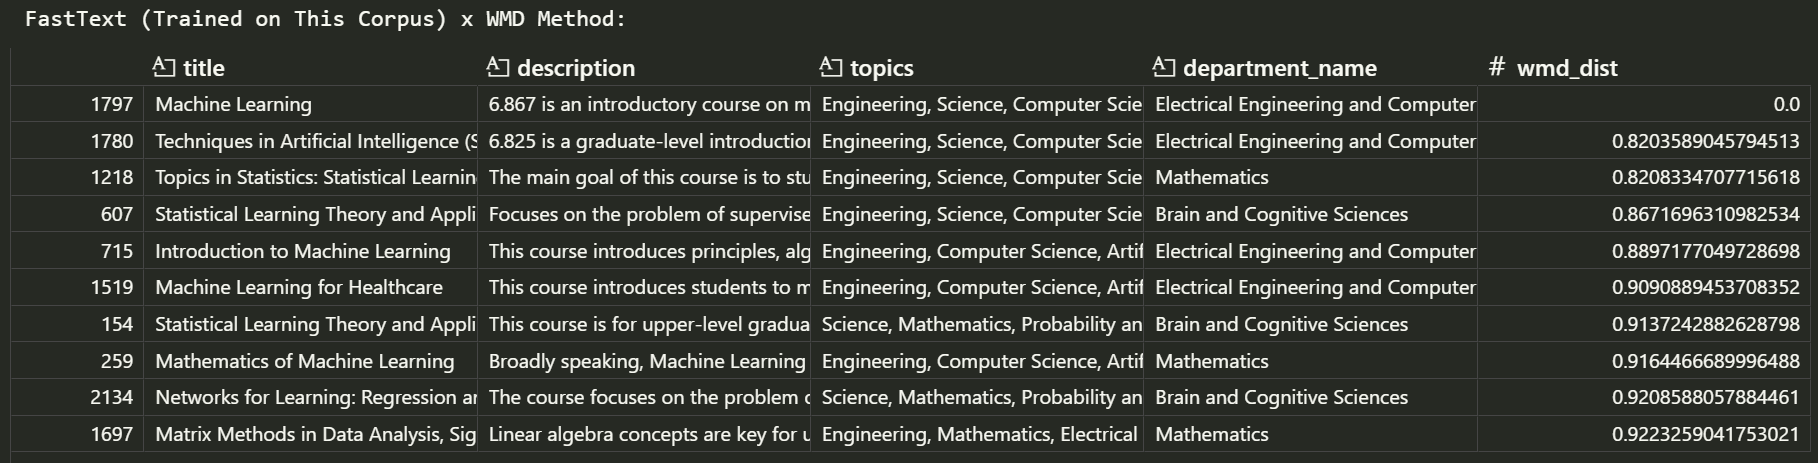 FastText (Trained on This Corpus) x WMD Method:
title description topics department_name # wmd_dist
1797 Machine Learning 6.867 is an introductory course on m Engineering, Science, Computer Scie Electrical Engineering and Computer 0.0
1780 Techniques in Artificial Intelligence (S 6.825 is a graduate-level introduction Engineering, Science, Computer Scie Electrical Engineering and Computer 0.8203589045794513
1218 Topics in Statistics: Statistical Learnin The main goal of this course is to stu Engineering, Science, Computer Scie Mathematics 0.8208334707715618
607 Statistical Learning Theory and Appli Focuses on the problem of supervise Engineering, Science, Computer Scie Brain and Cognitive Sciences 0.8671696310982534
715 Introduction to Machine Learning This course introduces principles, alg Engineering, Computer Science, Artif Electrical Engineering and Computer 0.8897177049728698
1519 Machine Learning for Healthcare This course introduces students to m Engineering, Computer Science, Artif Electrical Engineering and Computer 0.9090889453708352
154 Statistical Learning Theory and Appli This course is for upper-level gradua Science, Mathematics, Probability an Brain and Cognitive Sciences 0.9137242882628798
259 Mathematics of Machine Learning Broadly speaking, Machine Learning Engineering, Computer Science, Artif Mathematics 0.9164466689996488
2134 Networks for Learning: Regression an The course focuses on the problem o Science, Mathematics, Probability an Brain and Cognitive Sciences 0.9208588057884461
1697 Matrix Methods in Data Analysis, Sig Linear algebra concepts are key for u Engineering, Mathematics, Electrical Mathematics 0.9223259041753021